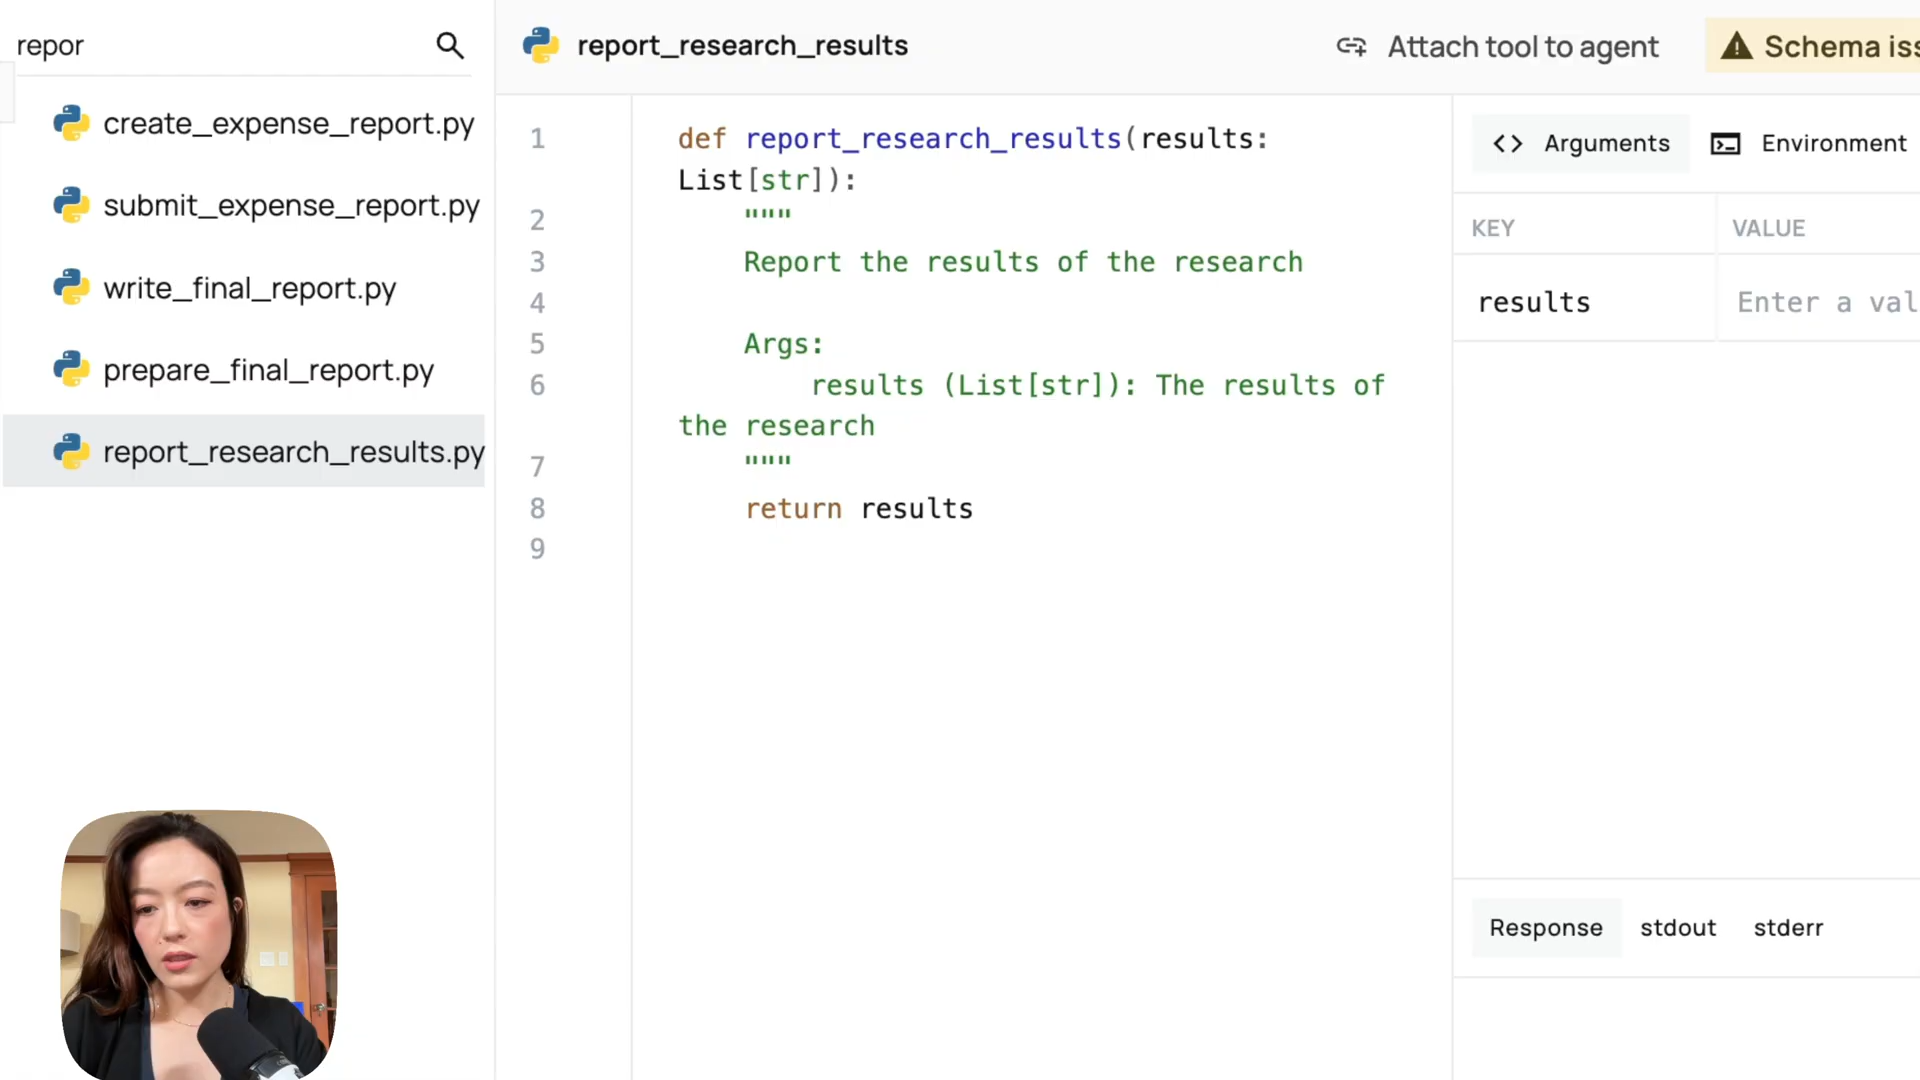 repor
create_expense_report.py
submit_expense_report.py
write_final_report.py
prepare_final_report.py
report_research_results.py
report_research_results
Attach tool to agent
Schema iss
1 def report_research_results(results:
List[str]):
2 """
3 Report the results of the research
4
5 Args:
6 results (List[str]): The results of
the research
7 """
8 return results
9
Arguments
Environment
KEY VALUE
results Enter a val
Response stdout stderr